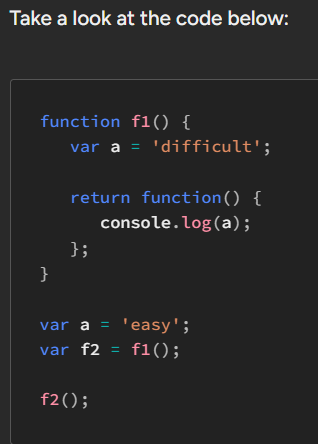 Take a look at the code below:
function f1() {
var a = 'difficult';
return function() {
console.log(a);
};
}
var a = 'easy';
var f2 = f1();
f2();